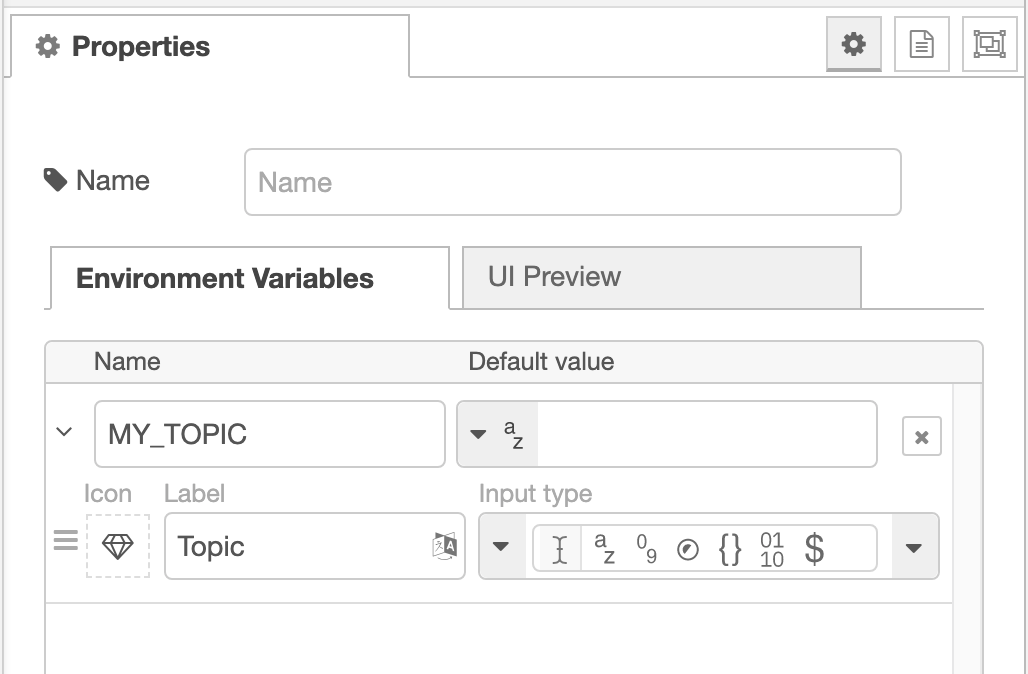 Properties
Name
Name
Environment Variables
UI Preview
Name
Default value
MY_TOPIC
a z
Icon
Label
Input type
Topic
文 A
a z 0 9 {} 01 10 $